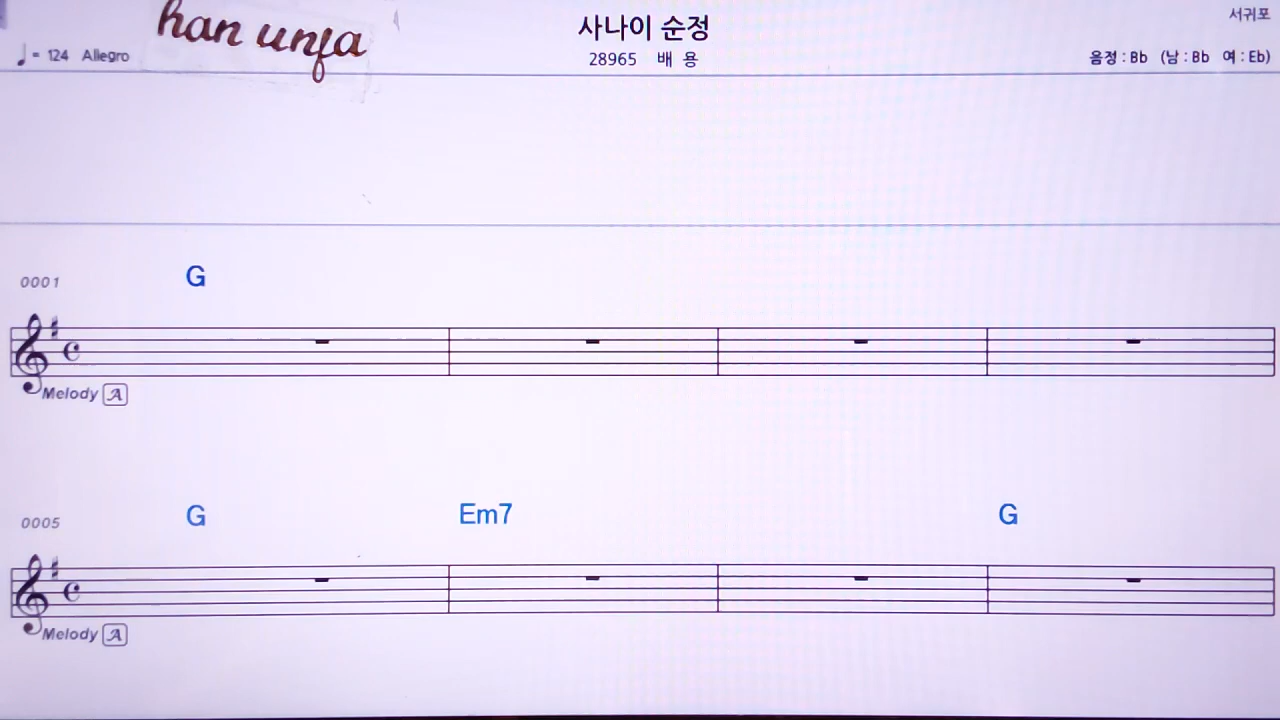 han unja
사나이 순정
서귀포
♩= 124 Allegro
28965 배 용
음정 : Bb (남 : Bb 여 : Eb)
0001
G
Melody A
0005
G Em7 G
Melody A